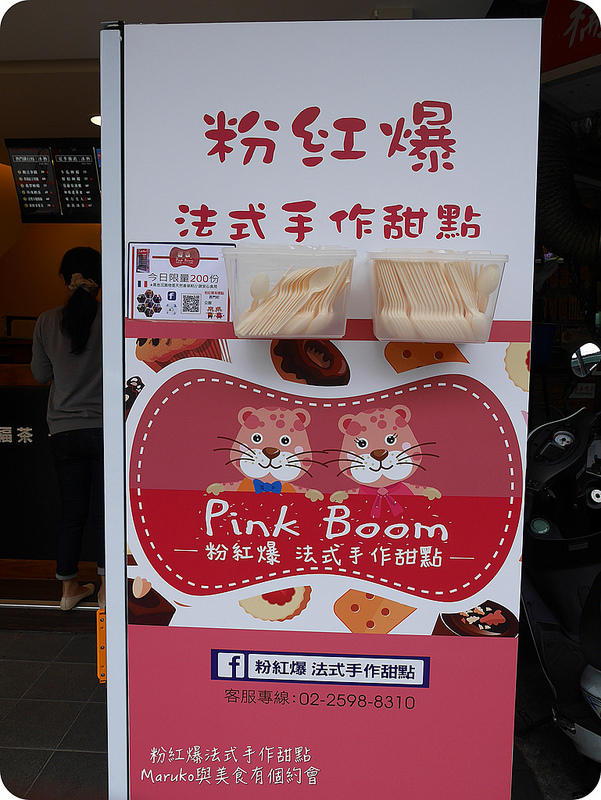 粉紅爆
法式手作甜點
今日限量200份
Pink Boom
粉紅爆 法式手作甜點
f 粉紅爆 法式手作甜點
客服專線：02-2598-8310
福茶
粉紅爆法式手作甜點
Maruko與美食有個約會